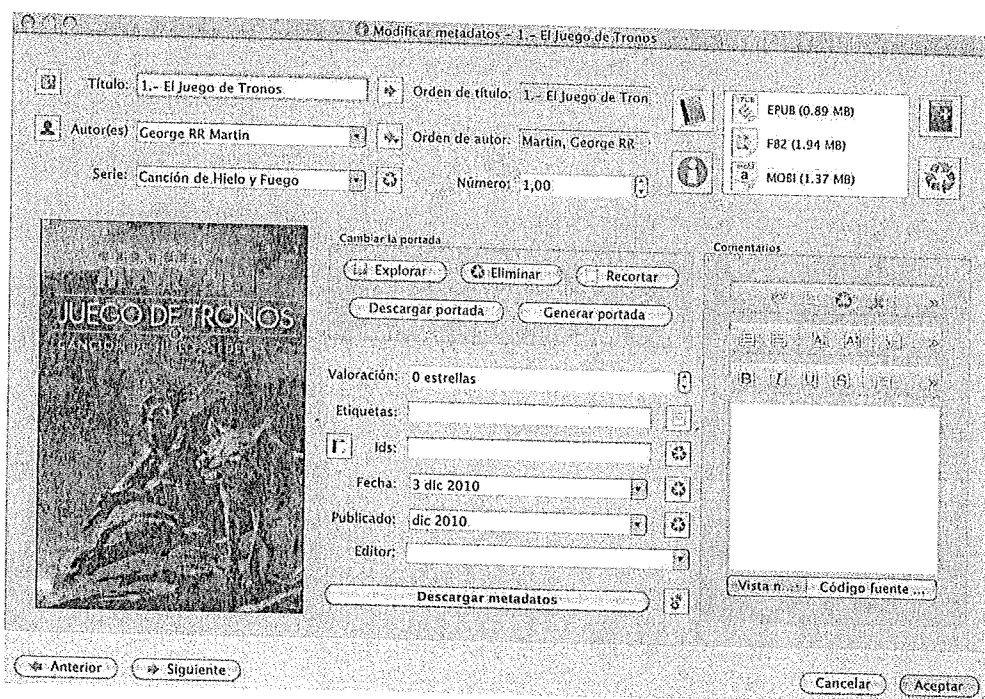 Modificar metadatos - 1.- El Juego de Tronos
Título: 1.- El Juego de Tronos Orden de título: 1.- El Juego de Tron
Autor(es) George RR Martin Orden de autor: Martin, George RR
Serie: Canción de Hielo y Fuego Número: 1,00
EPUB (0.89 MB)
F82 (1.94 MB)
MOBI (1.37 MB)
JUEGO DE TRONOS
Cambiar la portada
Explorar Eliminar Recortar
Descargar portada Generar portada
Valoración: 0 estrellas
Etiquetas:
Ids:
Fecha: 3 dic 2010
Publicado: dic 2010
Editor:
Descargar metadatos
Comentarios
B I U S
Vista n... Código fuente ...
Anterior Siguiente
Cancelar Aceptar